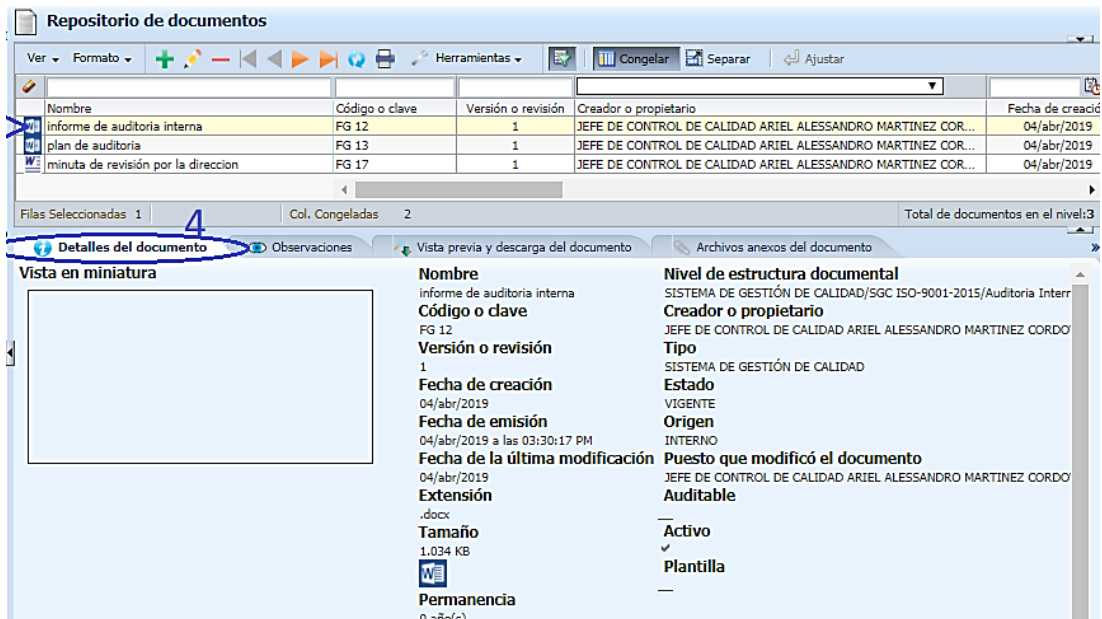 Repositorio de documentos
Ver Formato Herramientas Congelar Separar Ajustar
Nombre Código o clave Versión o revisión Creador o propietario Fecha de creació
informe de auditoria interna FG 12 1 JEFE DE CONTROL DE CALIDAD ARIEL ALESSANDRO MARTINEZ COR... 04/abr/2019
plan de auditoria FG 13 1 JEFE DE CONTROL DE CALIDAD ARIEL ALESSANDRO MARTINEZ COR... 04/abr/2019
minuta de revisión por la direccion FG 17 1 JEFE DE CONTROL DE CALIDAD ARIEL ALESSANDRO MARTINEZ COR... 04/abr/2019
Filas Seleccionadas 1 Col. Congeladas 2 Total de documentos en el nivel:3
4
Detalles del documento Observaciones Vista previa y descarga del documento Archivos anexos del documento »
Vista en miniatura
Nombre
informe de auditoria interna
Código o clave
FG 12
Versión o revisión
1
Fecha de creación
04/abr/2019
Fecha de emisión
04/abr/2019 a las 03:30:17 PM
Fecha de la última modificación
04/abr/2019
Extensión
.docx
Tamaño
1.034 KB
Permanencia
0 año(s)
Nivel de estructura documental
SISTEMA DE GESTIÓN DE CALIDAD/SGC ISO-9001-2015/Auditoria Interr
Creador o propietario
JEFE DE CONTROL DE CALIDAD ARIEL ALESSANDRO MARTINEZ CORDO
Tipo
SISTEMA DE GESTIÓN DE CALIDAD
Estado
VIGENTE
Origen
INTERNO
Puesto que modificó el documento
JEFE DE CONTROL DE CALIDAD ARIEL ALESSANDRO MARTINEZ CORDO
Auditable
Activo
Plantilla